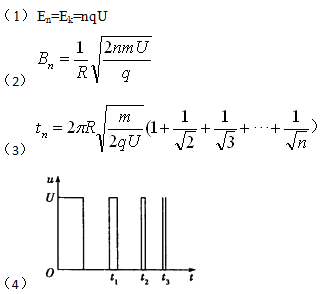 （1）En=Ek=nqU
（2） Bₙ = (1/R)√(2nmU/q)
（3） tₙ = 2πR√(m/(2qU))(1 + 1/√2 + 1/√3 + ⋯ + 1/√n）
u
U
O t₁ t₂ t₃ t
（4）